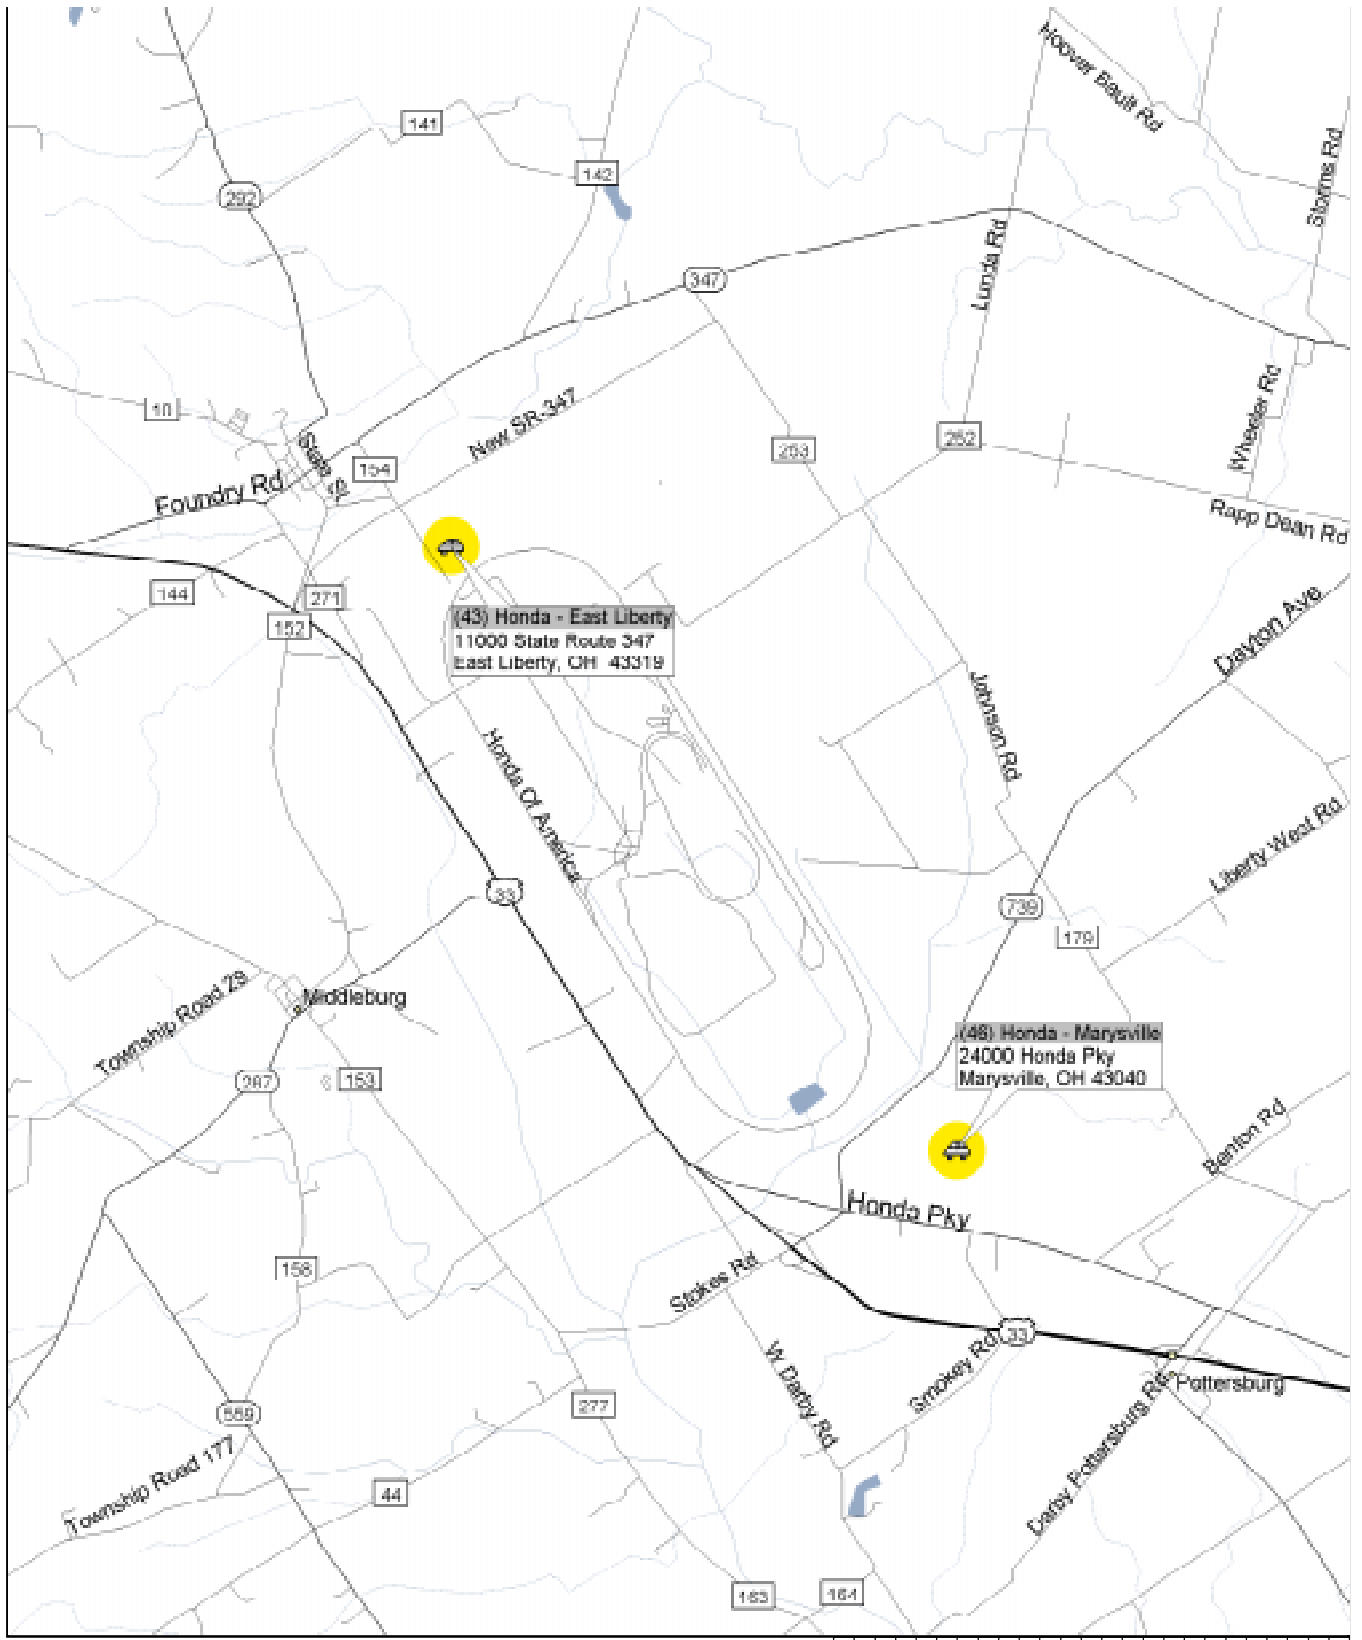 Hoover Bault Rd
141
Storms Rd
142
292
Lunda Rd
347
Wheeler Rd
10
New SR-347
State St
252
253
154
Foundry Rd
Rapp Dean Rd
144
271
Dayton Ave
152
(43) Honda - East Liberty
11000 State Route 347
East Liberty, OH 43319
Johnson Rd
Honda Of America
Liberty West Rd
33
739
179
Township Road 29
Middleburg
(46) Honda - Marysville
24000 Honda Pky
Marysville, OH 43040
287
153
Benton Rd
Honda Pky
158
Stokes Rd
33
W Darby Rd
Smokey Rd
Pottersburg
559
277
Darby Pottersburg Rd
Township Road 177
44
163
164